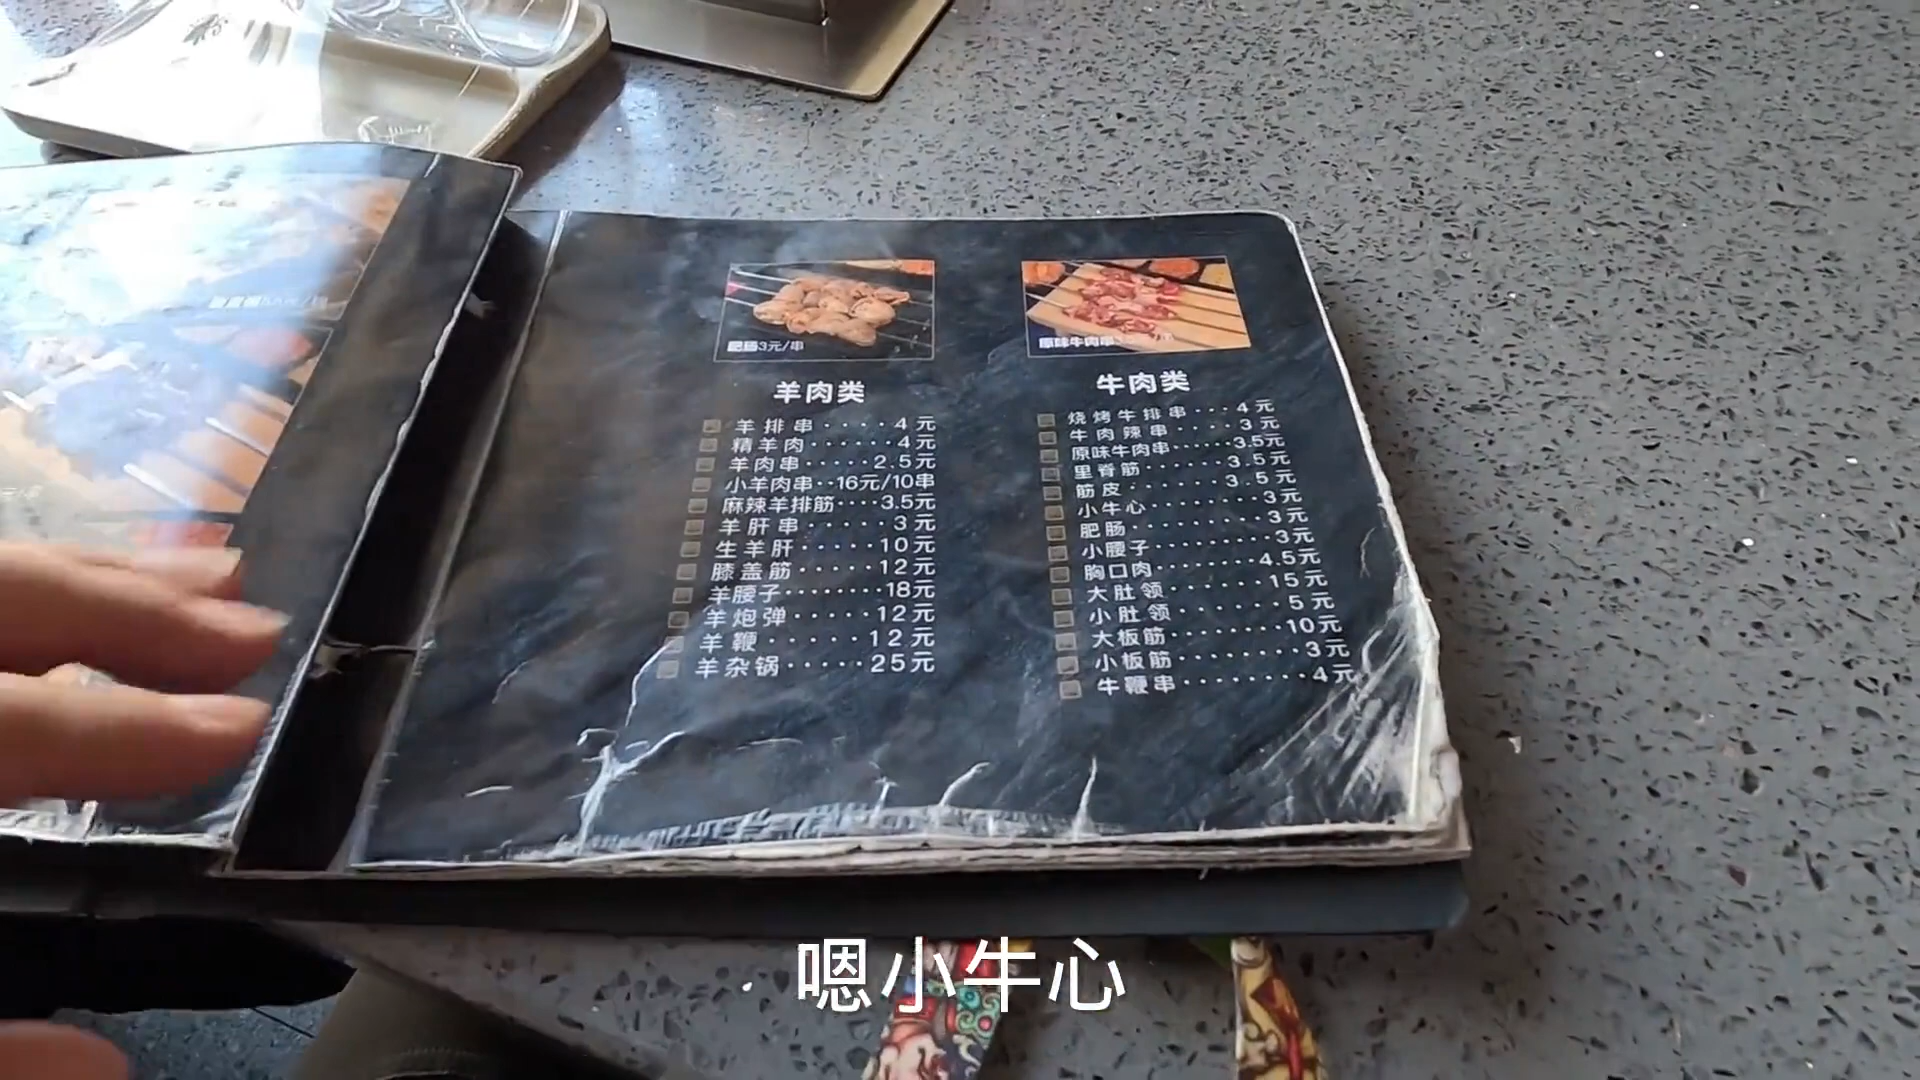 肥肠3元/串
原味牛肉串
羊肉类
羊排串····4元
精羊肉······4元
羊肉串·····2.5元
小羊肉串··16元/10串
麻辣羊排筋····3.5元
羊肝串·····3元
生羊肝·····10元
膝盖筋·····12元
羊腰子········18元
羊炮弹·····12元
羊鞭·····12元
羊杂锅·····25元
牛肉类
烧烤牛排串···4元
牛肉辣串····3元
原味牛肉串······3.5元
里脊筋······3.5元
筋皮·······3.5元
小牛心·········3元
肥肠·········3元
小腰子·········3元
胸口肉········4.5元
大肚领······15元
小肚领·······5元
大板筋········10元
小板筋········3元
牛鞭串········4元
嗯小牛心